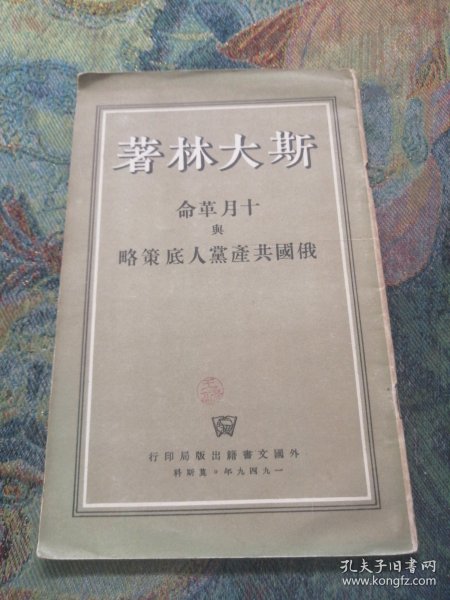 斯大林著
十月革命
與
俄國共產黨人底策略
外國文書籍出版局印行
一九四九年。莫斯科
孔夫子旧书网
www.kongfz.com